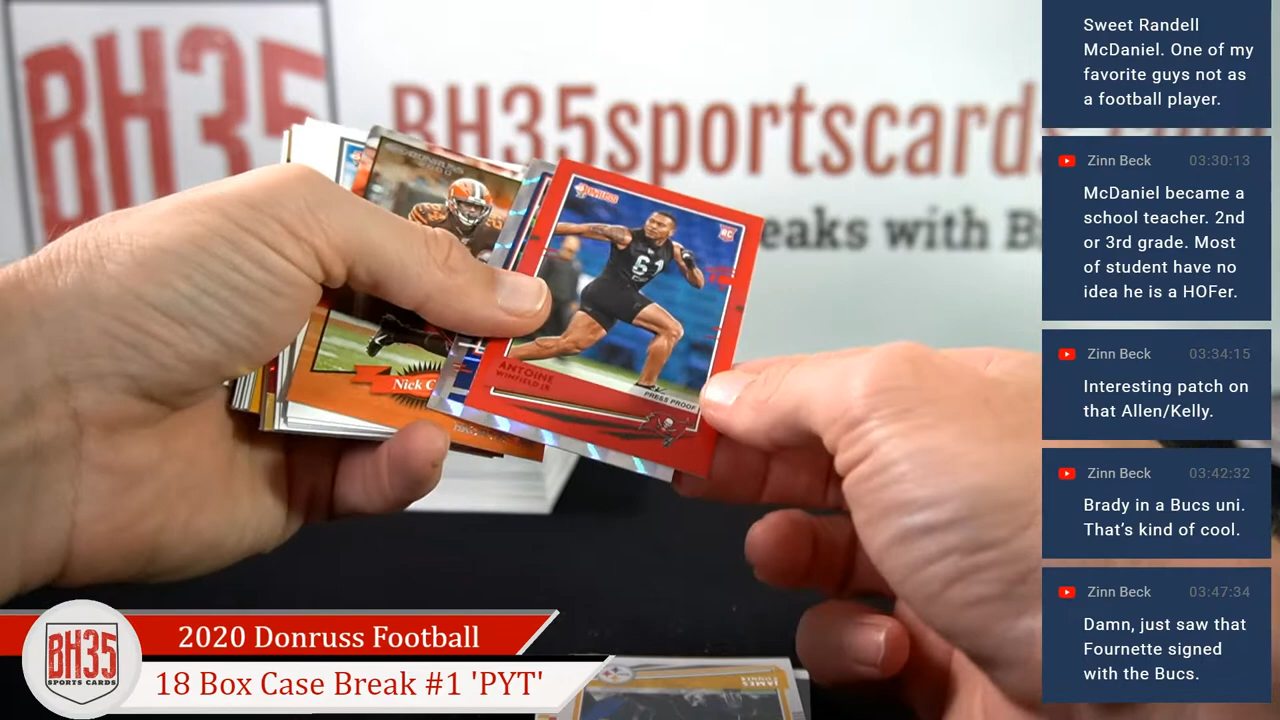 BH35
BH35sportscards
eaks with B
DONRUSS
Nick C
DONRUSS
RC
61
ANTOINE
WINFIELD JR
PRESS PROOF
JAMES
BH35
SPORTS CARDS
2020 Donruss Football
18 Box Case Break #1 'PYT'
Sweet Randell
McDaniel. One of my
favorite guys not as
a football player.
Zinn Beck 03:30:13
McDaniel became a
school teacher. 2nd
or 3rd grade. Most
of student have no
idea he is a HOFer.
Zinn Beck 03:34:15
Interesting patch on
that Allen/Kelly.
Zinn Beck 03:42:32
Brady in a Bucs uni.
That's kind of cool.
Zinn Beck 03:47:34
Damn, just saw that
Fournette signed
with the Bucs.